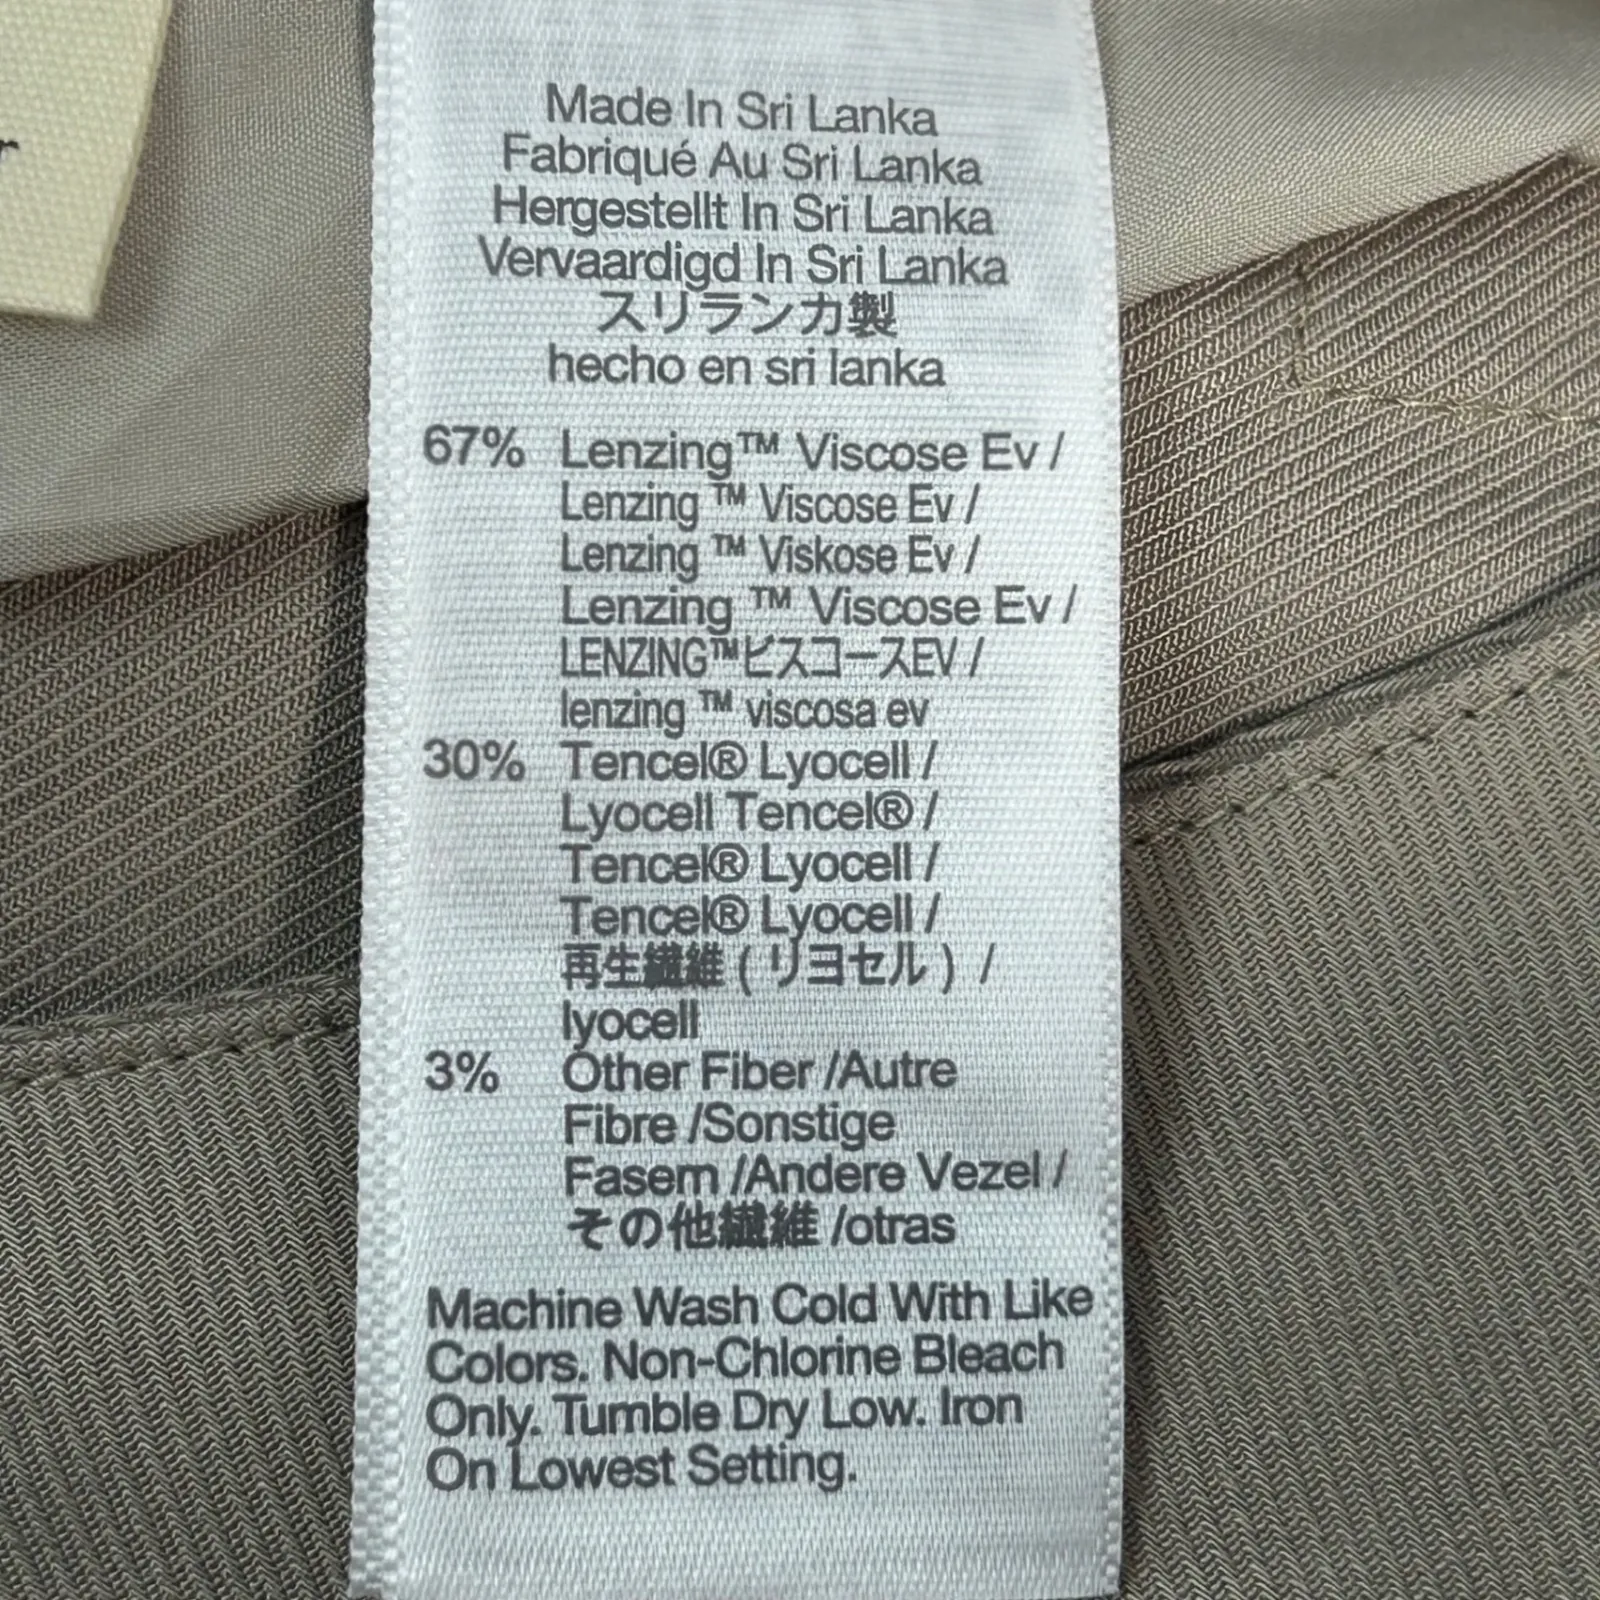 r
Made In Sri Lanka
Fabriqué Au Sri Lanka
Hergestellt In Sri Lanka
Vervaardigd In Sri Lanka
スリランカ製
hecho en sri lanka
67% Lenzing™ Viscose Ev /
Lenzing ™ Viscose Ev /
Lenzing ™ Viskose Ev /
Lenzing ™ Viscose Ev /
LENZING™ビスコースEV /
lenzing ™ viscosa ev
30% Tencel® Lyocell /
Lyocell Tencel® /
Tencel® Lyocell /
Tencel® Lyocell /
再生繊維 ( リヨセル ) /
lyocell
3% Other Fiber /Autre
Fibre /Sonstige
Fasern /Andere Vezel /
その他繊維 /otras
Machine Wash Cold With Like
Colors. Non-Chlorine Bleach
Only. Tumble Dry Low. Iron
On Lowest Setting.